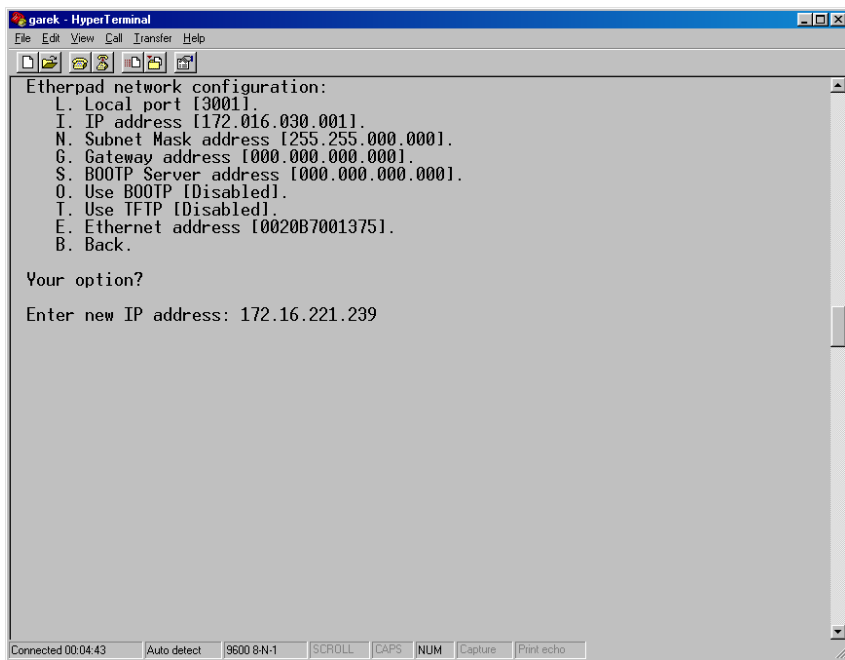 garek - HyperTerminal
File Edit View Call Transfer Help
Etherpad network configuration:
L. Local port [3001].
I. IP address [172.016.030.001].
N. Subnet Mask address [255.255.000.000].
G. Gateway address [000.000.000.000].
S. BOOTP Server address [000.000.000.000].
O. Use BOOTP [Disabled].
T. Use TFTP [Disabled].
E. Ethernet address [0020B7001375].
B. Back.
Your option?
Enter new IP address: 172.16.221.239
Connected 00:04:43 Auto detect 9600 8-N-1 SCROLL CAPS NUM Capture Print echo